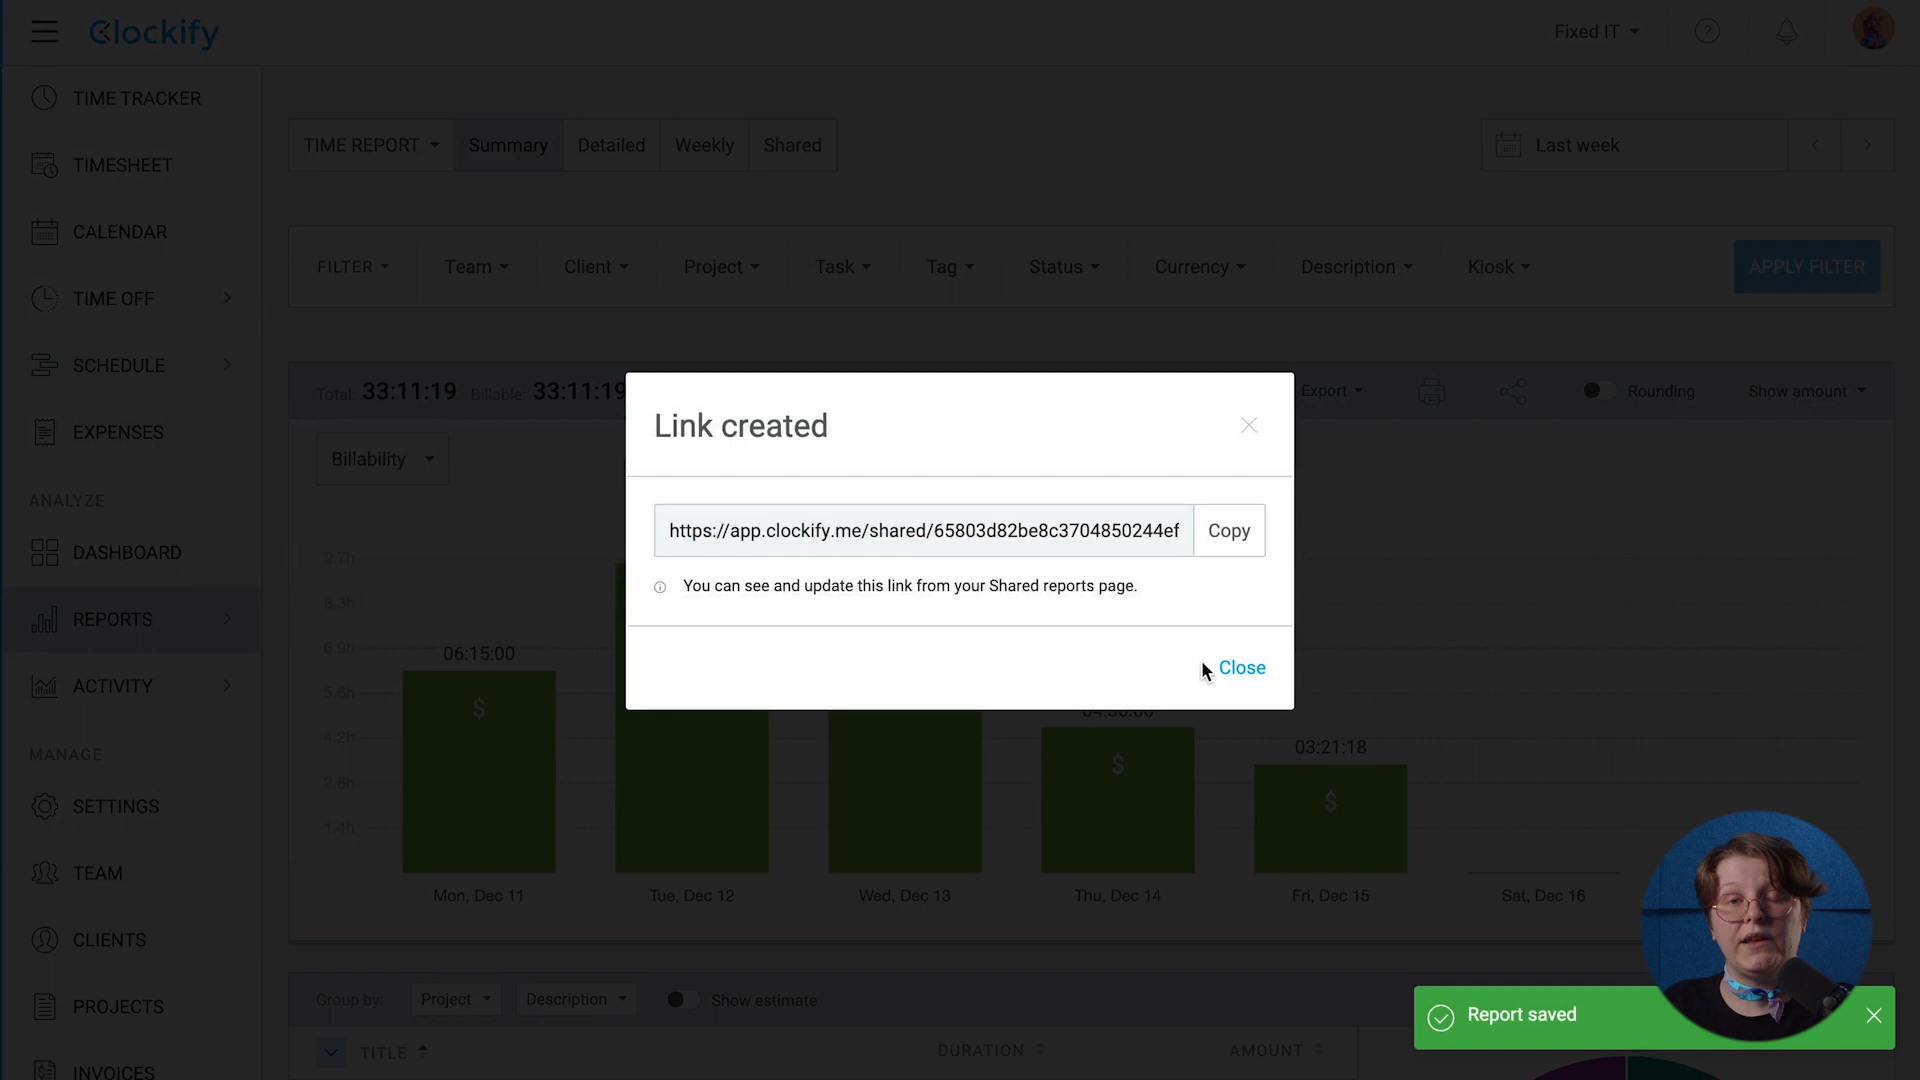 Clockify
Fixed IT
TIME TRACKER
TIMESHEET
CALENDAR
TIME OFF
SCHEDULE
EXPENSES
ANALYZE
DASHBOARD
REPORTS
ACTIVITY
MANAGE
SETTINGS
TEAM
CLIENTS
PROJECTS
INVOICES
TIME REPORT Summary Detailed Weekly Shared
Last week
FILTER Team Client Project Task Tag Status Currency Description Kiosk APPLY FILTER
Total: 33:11:19 Billable: 33:11:19
Export Rounding Show amount
Billability
Link created
https://app.clockify.me/shared/65803d82be8c3704850244ef Copy
You can see and update this link from your Shared reports page.
Close
9.7h
8.3h
6.9h
5.6h
4.2h
2.8h
1.4h
06:15:00
$
04:30:00
$
03:21:18
$
Mon, Dec 11 Tue, Dec 12 Wed, Dec 13 Thu, Dec 14 Fri, Dec 15 Sat, Dec 16
Group by: Project Description Show estimate
TITLE DURATION AMOUNT
Report saved